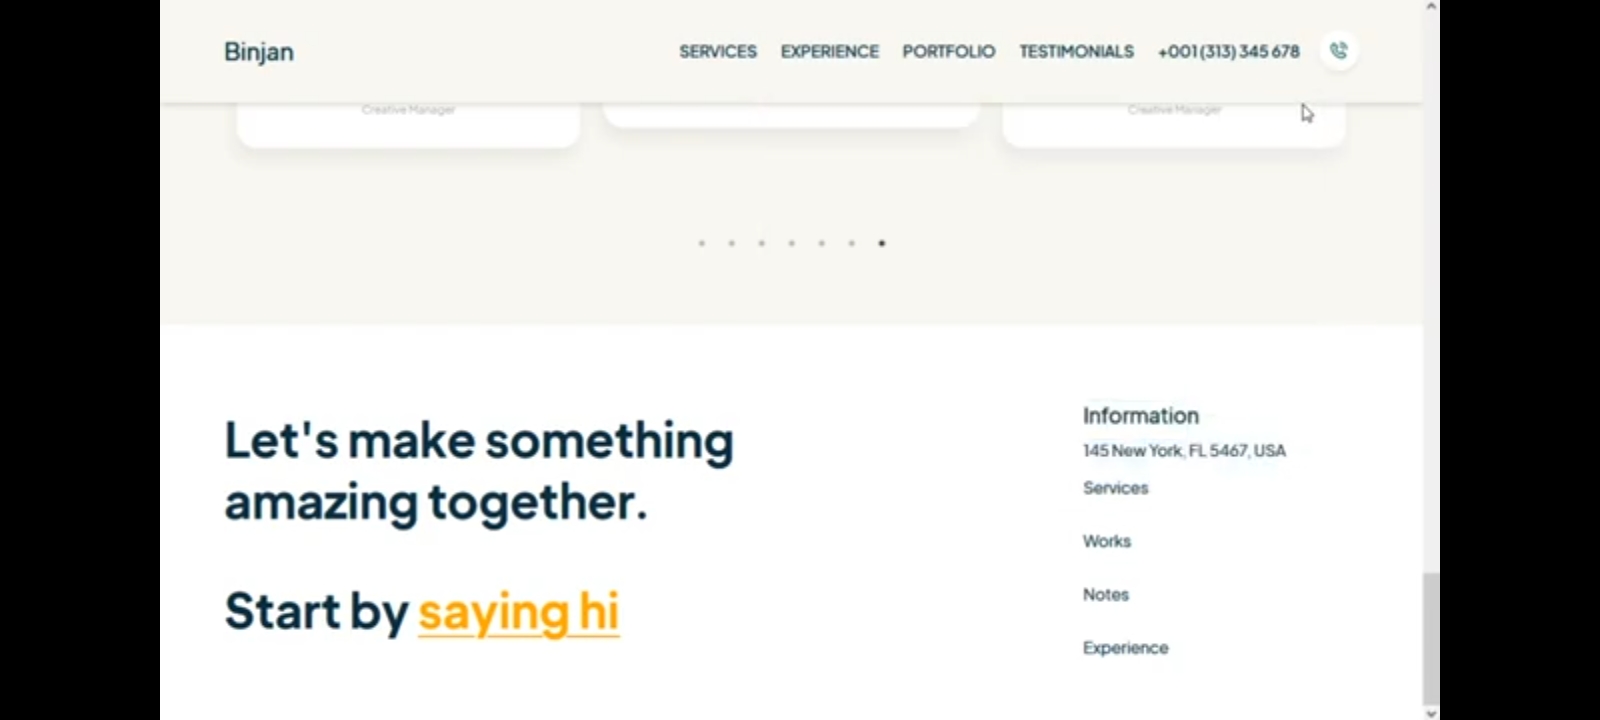 Binjan
SERVICES EXPERIENCE PORTFOLIO TESTIMONIALS +001 (313) 345 678
Creative Manager
Creative Manager
Let's make something
amazing together.
Start by saying hi
Information
145 New York, FL 5467, USA
Services
Works
Notes
Experience